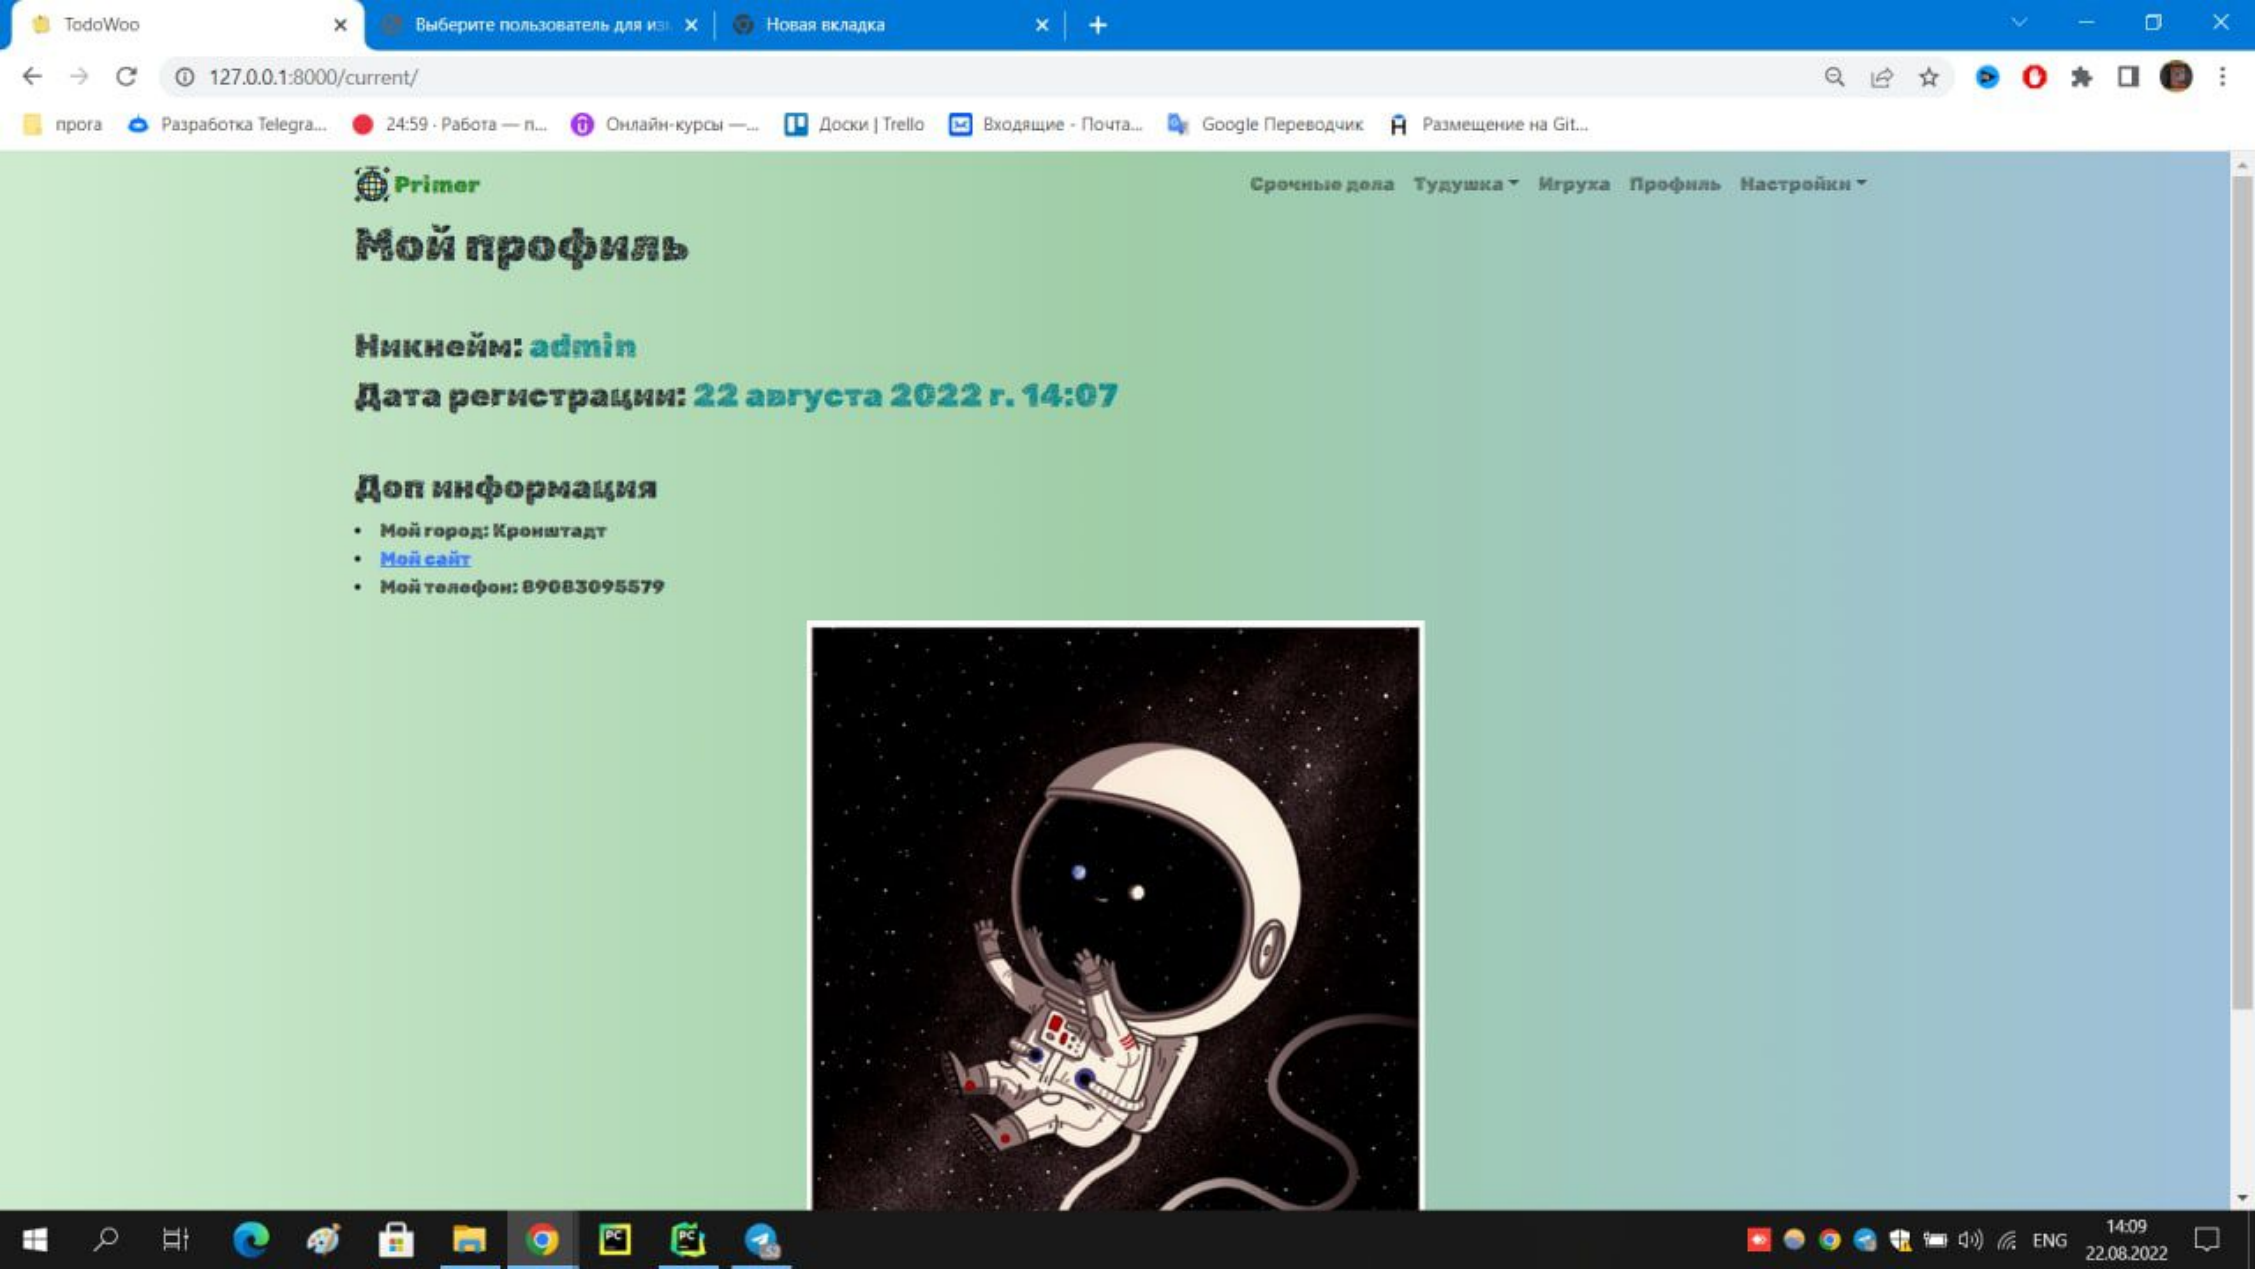 TodoWoo
Выберите пользователь для из
Новая вкладка
127.0.0.1:8000/current/
прога
Разработка Telegra...
24:59 · Работа — п...
Онлайн-курсы —...
Доски | Trello
Входящие - Почта...
Google Переводчик
Размещение на Git...
Primer
Срочные дела Тудушка Игруха Профиль Настройки
Мой профиль
Никнейм: admin
Дата регистрации: 22 августа 2022 г. 14:07
Доп информация
• Мой город: Кронштадт
• Мой сайт
• Мой телефон: 89083095579
PC
PC
ENG
14:09
22.08.2022